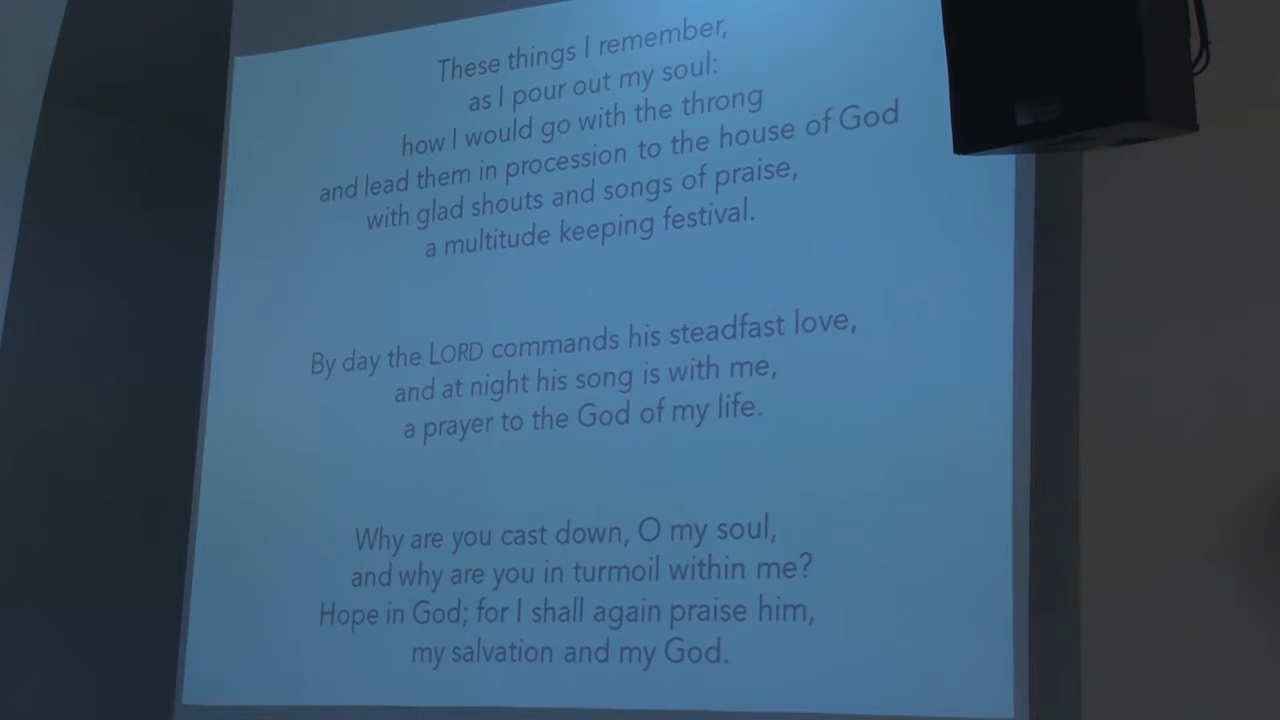 These things I remember,
as I pour out my soul:
how I would go with the throng
and lead them in procession to the house of God
with glad shouts and songs of praise,
a multitude keeping festival.
By day the LORD commands his steadfast love,
and at night his song is with me,
a prayer to the God of my life.
Why are you cast down, O my soul,
and why are you in turmoil within me?
Hope in God; for I shall again praise him,
my salvation and my God.